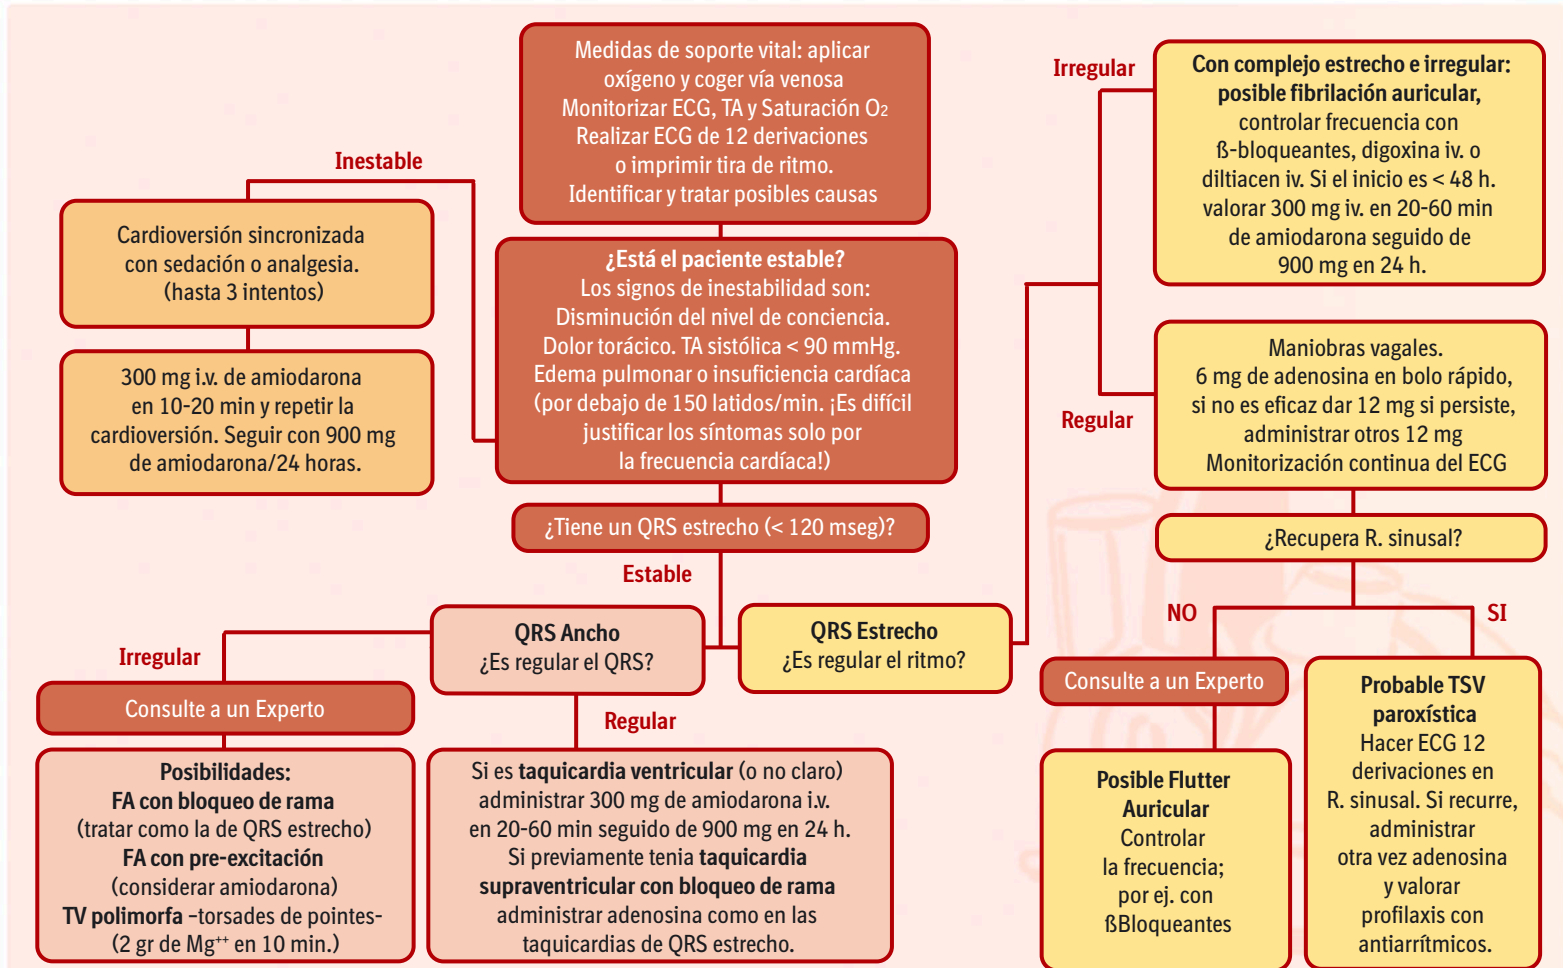 Medidas de soporte vital: aplicar
oxígeno y coger vía venosa
Monitorizar ECG, TA y Saturación O2
Realizar ECG de 12 derivaciones
o imprimir tira de ritmo.
Identificar y tratar posibles causas
Inestable
Cardioversión sincronizada
con sedación o analgesia.
(hasta 3 intentos)
300 mg i.v. de amiodarona
en 10-20 min y repetir la
cardioversión. Seguir con 900 mg
de amiodarona/24 horas.
¿Está el paciente estable?
Los signos de inestabilidad son:
Disminución del nivel de conciencia.
Dolor torácico. TA sistólica < 90 mmHg.
Edema pulmonar o insuficiencia cardíaca
(por debajo de 150 latidos/min. ¡Es difícil
justificar los síntomas solo por
la frecuencia cardíaca!)
¿Tiene un QRS estrecho (< 120 mseg)?
Estable
QRS Ancho
¿Es regular el QRS?
Irregular
Consulte a un Experto
Posibilidades:
FA con bloqueo de rama
(tratar como la de QRS estrecho)
FA con pre-excitación
(considerar amiodarona)
TV polimorfa –torsades de pointes-
(2 gr de Mg++ en 10 min.)
Regular
Si es taquicardia ventricular (o no claro)
administrar 300 mg de amiodarona i.v.
en 20-60 min seguido de 900 mg en 24 h.
Si previamente tenia taquicardia
supraventricular con bloqueo de rama
administrar adenosina como en las
taquicardias de QRS estrecho.
QRS Estrecho
¿Es regular el ritmo?
Irregular
Con complejo estrecho e irregular:
posible fibrilación auricular,
controlar frecuencia con
ß-bloqueantes, digoxina iv. o
diltiacen iv. Si el inicio es < 48 h.
valorar 300 mg iv. en 20-60 min
de amiodarona seguido de
900 mg en 24 h.
Regular
Maniobras vagales.
6 mg de adenosina en bolo rápido,
si no es eficaz dar 12 mg si persiste,
administrar otros 12 mg
Monitorización continua del ECG
¿Recupera R. sinusal?
NO
Consulte a un Experto
Posible Flutter
Auricular
Controlar
la frecuencia;
por ej. con
ßBloqueantes
SI
Probable TSV
paroxística
Hacer ECG 12
derivaciones en
R. sinusal. Si recurre,
administrar
otra vez adenosina
y valorar
profilaxis con
antiarrítmicos.